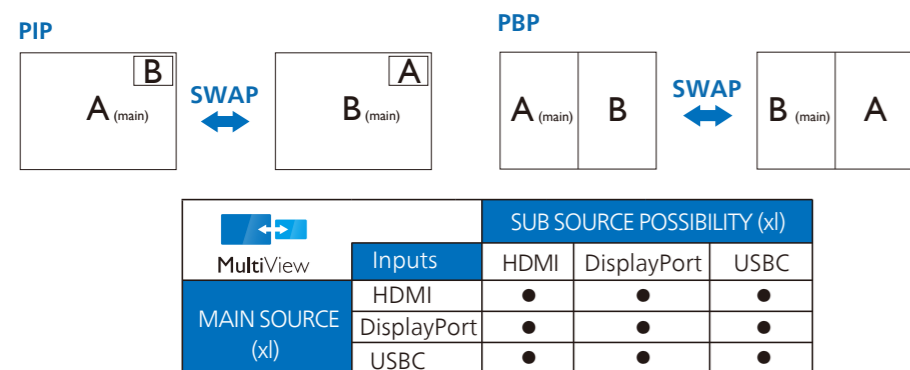 PIP
PBP
B
A (main)
SWAP
A
B (main)
A (main)
B
SWAP
B (main)
A
SUB SOURCE POSSIBILITY (xl)
MultiView
Inputs
HDMI
DisplayPort
USBC
MAIN SOURCE
(xl)
HDMI
●
●
●
DisplayPort
●
●
●
USBC
●
●
●